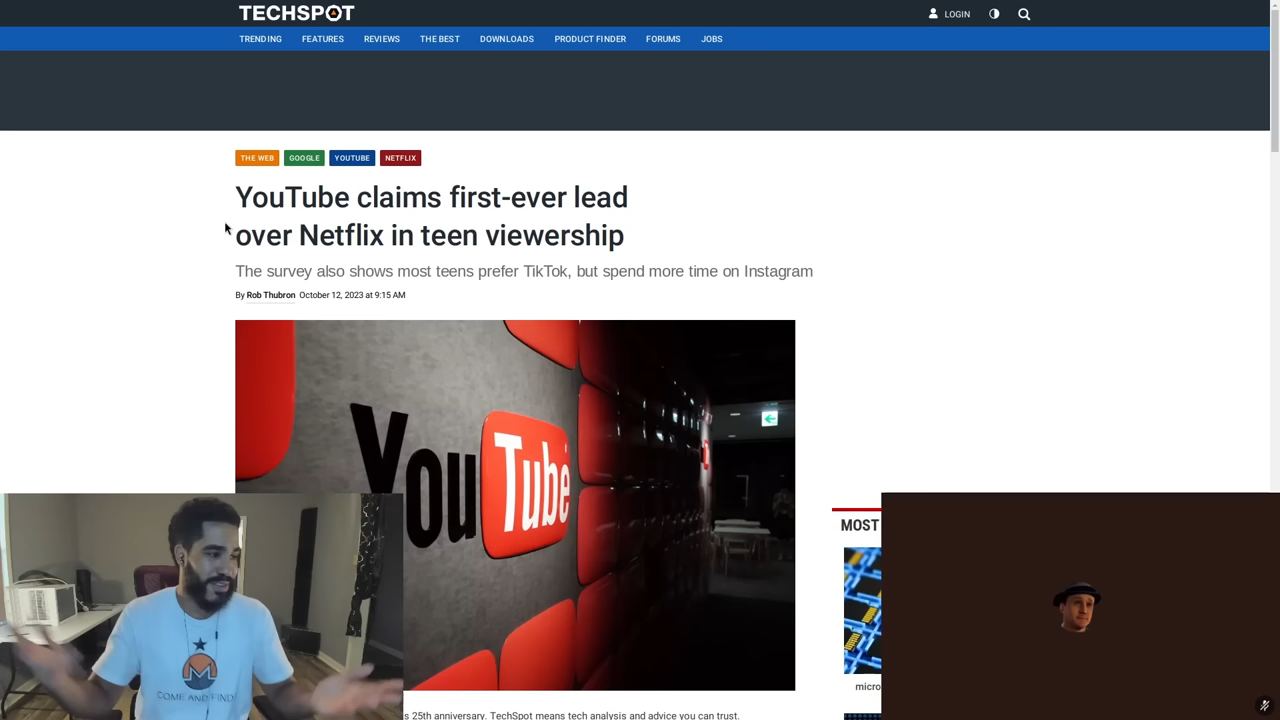 TECHSPOT
LOGIN
TRENDING FEATURES REVIEWS THE BEST DOWNLOADS PRODUCT FINDER FORUMS JOBS
THE WEB GOOGLE YOUTUBE NETFLIX
YouTube claims first-ever lead
over Netflix in teen viewership
The survey also shows most teens prefer TikTok, but spend more time on Instagram
By Rob Thubron October 12, 2023 at 9:15 AM
YouTube
MOST
COME AND FIND
micro
s 25th anniversary. TechSpot means tech analysis and advice you can trust.